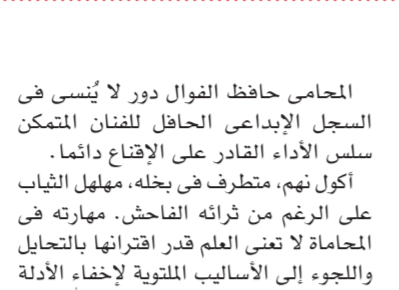 المحامى حافظ الفوال دور لا يُنسى فى
السجل الإبداعى الحافل للفنان المتمكن
سلس الأداء القادر على الإقناع دائما.
أكول نهم، متطرف فى بخله، مهلهل الثياب
على الرغم من ثرائه الفاحش. مهارته فى
المحاماة لا تعنى العلم قدر اقترانها بالتحايل
واللجوء إلى الأساليب الملتوية لإخفاء الأدلة